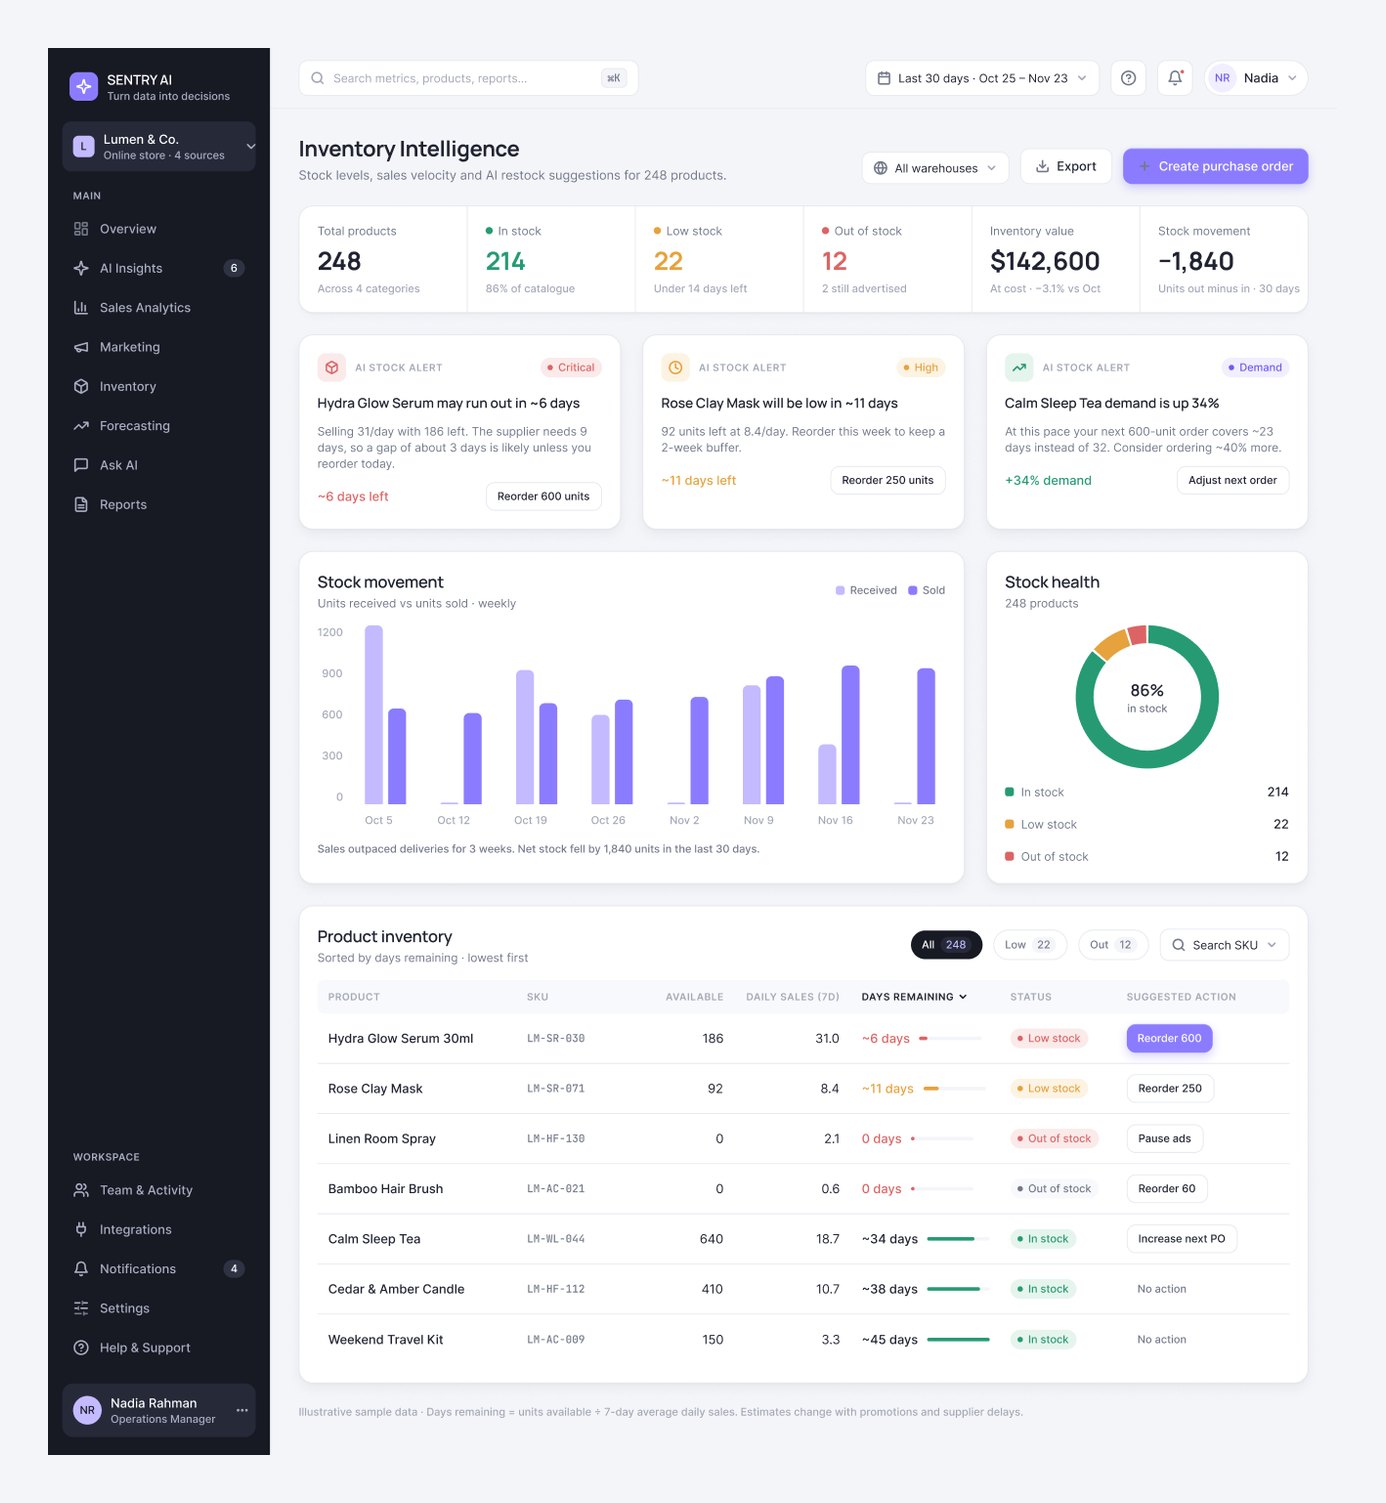 SENTRY AI
Turn data into decisions
L
Lumen & Co.
Online store · 4 sources
MAIN
Overview
AI Insights 6
Sales Analytics
Marketing
Inventory
Forecasting
Ask AI
Reports
WORKSPACE
Team & Activity
Integrations
Notifications 4
Settings
Help & Support
NR
Nadia Rahman
Operations Manager
Search metrics, products, reports... ⌘K
Last 30 days · Oct 25 – Nov 23
NR Nadia
Inventory Intelligence
Stock levels, sales velocity and AI restock suggestions for 248 products.
All warehouses
Export
Create purchase order
Total products
248
Across 4 categories
In stock
214
86% of catalogue
Low stock
22
Under 14 days left
Out of stock
12
2 still advertised
Inventory value
$142,600
At cost · −3.1% vs Oct
Stock movement
−1,840
Units out minus in · 30 days
AI STOCK ALERT Critical
Hydra Glow Serum may run out in ~6 days
Selling 31/day with 186 left. The supplier needs 9
days, so a gap of about 3 days is likely unless you
reorder today.
~6 days left Reorder 600 units
AI STOCK ALERT High
Rose Clay Mask will be low in ~11 days
92 units left at 8.4/day. Reorder this week to keep a
2-week buffer.
~11 days left Reorder 250 units
AI STOCK ALERT Demand
Calm Sleep Tea demand is up 34%
At this pace your next 600-unit order covers ~23
days instead of 32. Consider ordering ~40% more.
+34% demand Adjust next order
Stock movement
Units received vs units sold · weekly
Received Sold
1200
900
600
300
0
Oct 5 Oct 12 Oct 19 Oct 26 Nov 2 Nov 9 Nov 16 Nov 23
Sales outpaced deliveries for 3 weeks. Net stock fell by 1,840 units in the last 30 days.
Stock health
248 products
86%
in stock
In stock 214
Low stock 22
Out of stock 12
Product inventory
Sorted by days remaining · lowest first
All 248 Low 22 Out 12 Search SKU
PRODUCT SKU AVAILABLE DAILY SALES (7D) DAYS REMAINING STATUS SUGGESTED ACTION
Hydra Glow Serum 30ml LM-SR-030 186 31.0 ~6 days Low stock Reorder 600
Rose Clay Mask LM-SR-071 92 8.4 ~11 days Low stock Reorder 250
Linen Room Spray LM-HF-130 0 2.1 0 days Out of stock Pause ads
Bamboo Hair Brush LM-AC-021 0 0.6 0 days Out of stock Reorder 60
Calm Sleep Tea LM-WL-044 640 18.7 ~34 days In stock Increase next PO
Cedar & Amber Candle LM-HF-112 410 10.7 ~38 days In stock No action
Weekend Travel Kit LM-AC-009 150 3.3 ~45 days In stock No action
Illustrative sample data · Days remaining = units available ÷ 7-day average daily sales. Estimates change with promotions and supplier delays.